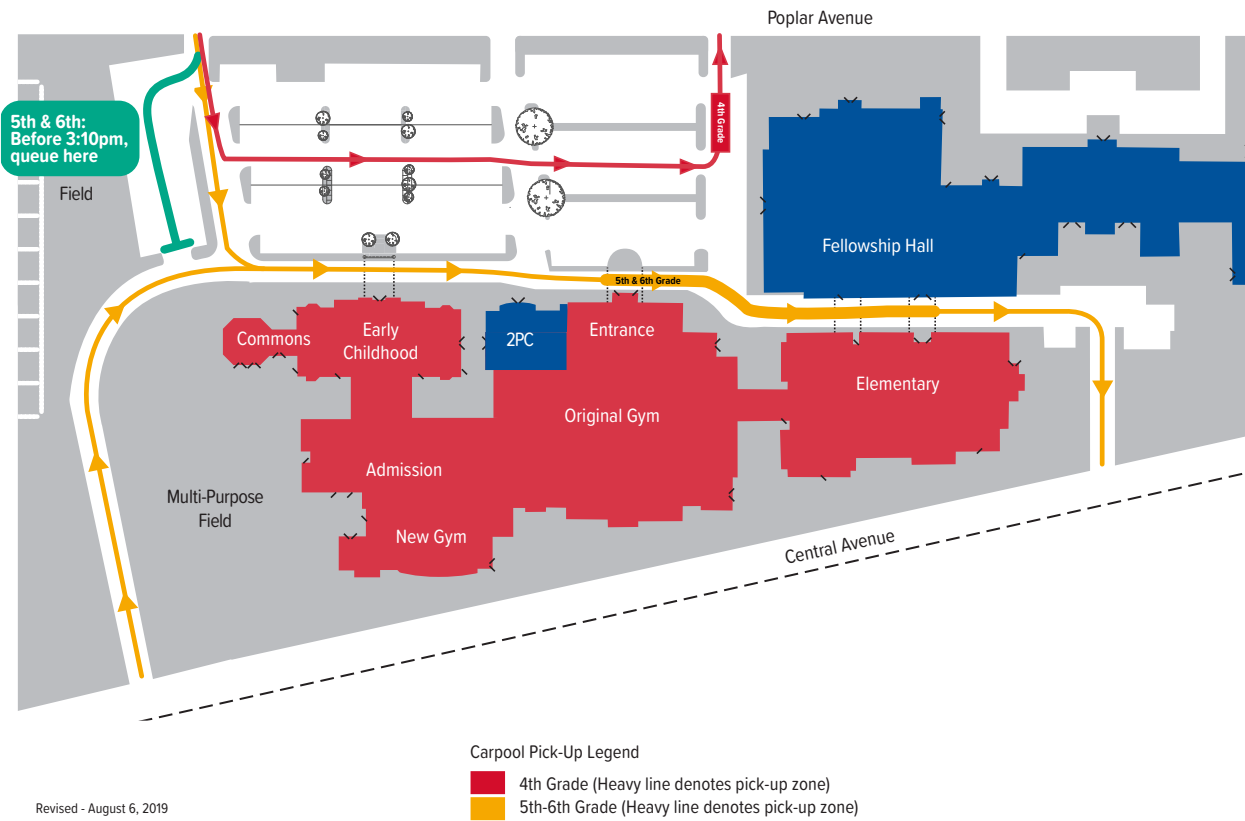 Poplar Avenue
4th Grade
5th & 6th:
Before 3:10pm,
queue here
Field
Fellowship Hall
5th & 6th Grade
Commons
Early
Childhood
2PC
Entrance
Elementary
Original Gym
Admission
Multi-Purpose
Field
New Gym
Central Avenue
Carpool Pick-Up Legend
4th Grade (Heavy line denotes pick-up zone)
5th-6th Grade (Heavy line denotes pick-up zone)
Revised - August 6, 2019